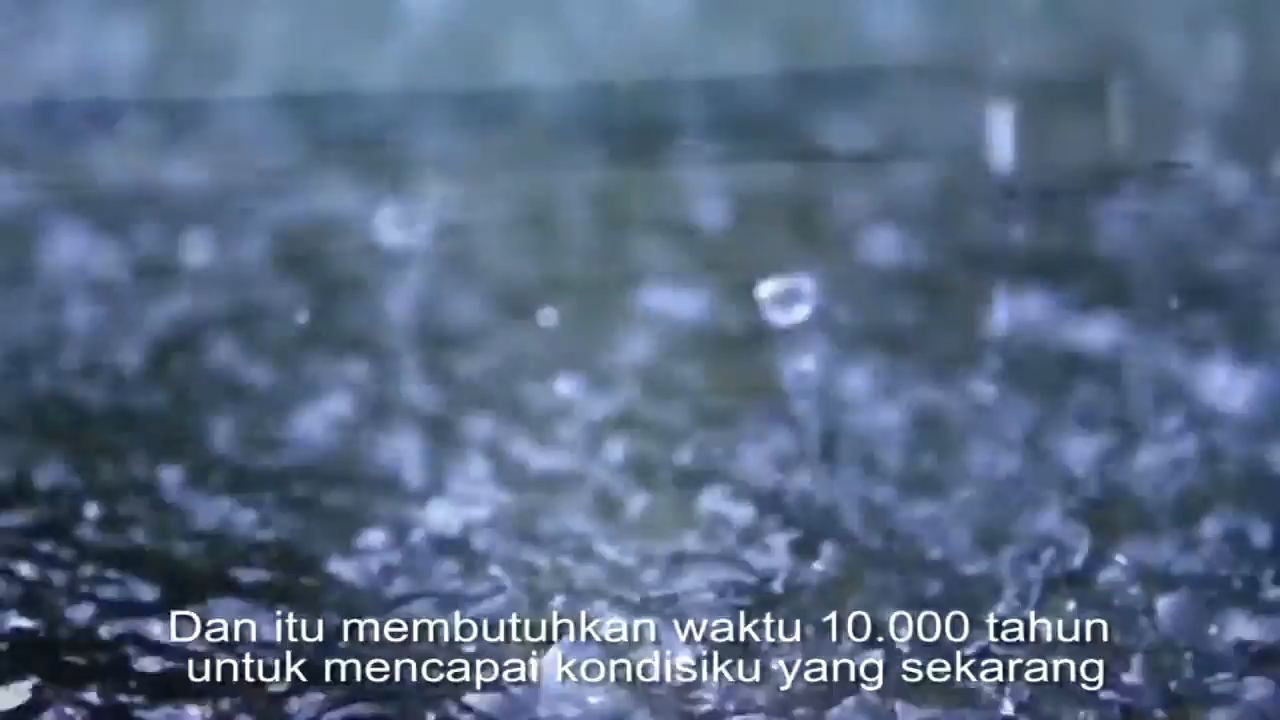 Dan itu membutuhkan waktu 10.000 tahun
untuk mencapai kondisiku yang sekarang